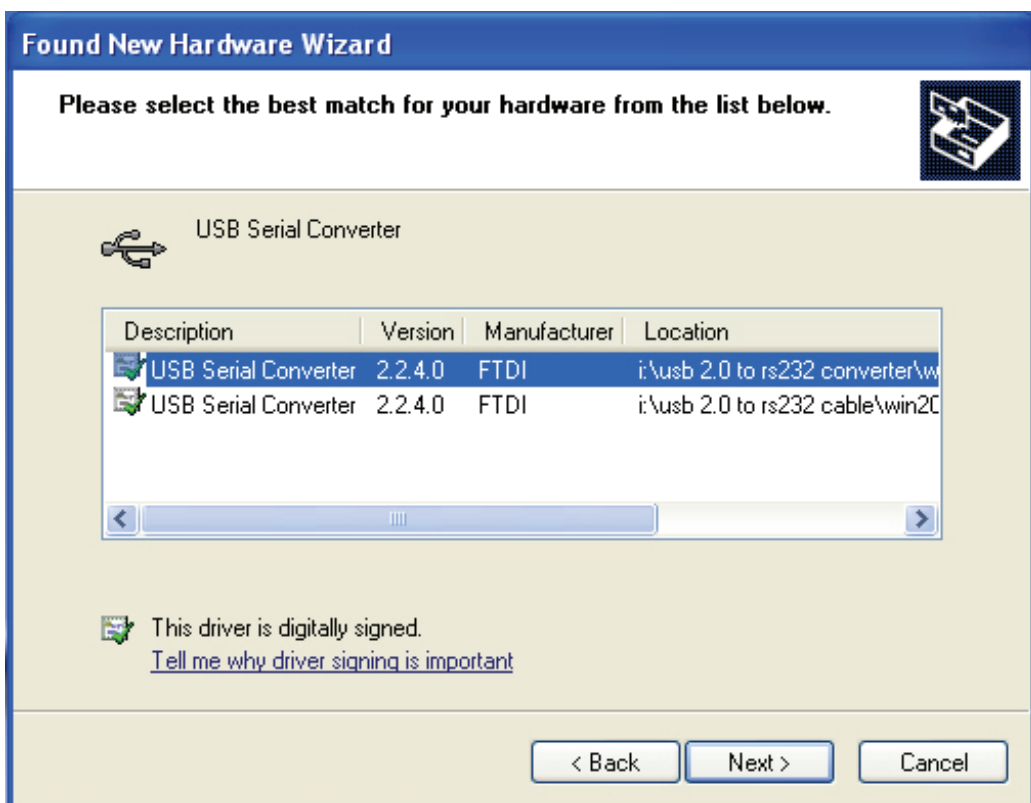 Found New Hardware Wizard
Please select the best match for your hardware from the list below.
USB Serial Converter
Description Version Manufacturer Location
USB Serial Converter 2.2.4.0 FTDI i:\usb 2.0 to rs232 converter\w
USB Serial Converter 2.2.4.0 FTDI i:\usb 2.0 to rs232 cable\win20
This driver is digitally signed.
Tell me why driver signing is important
< Back Next > Cancel